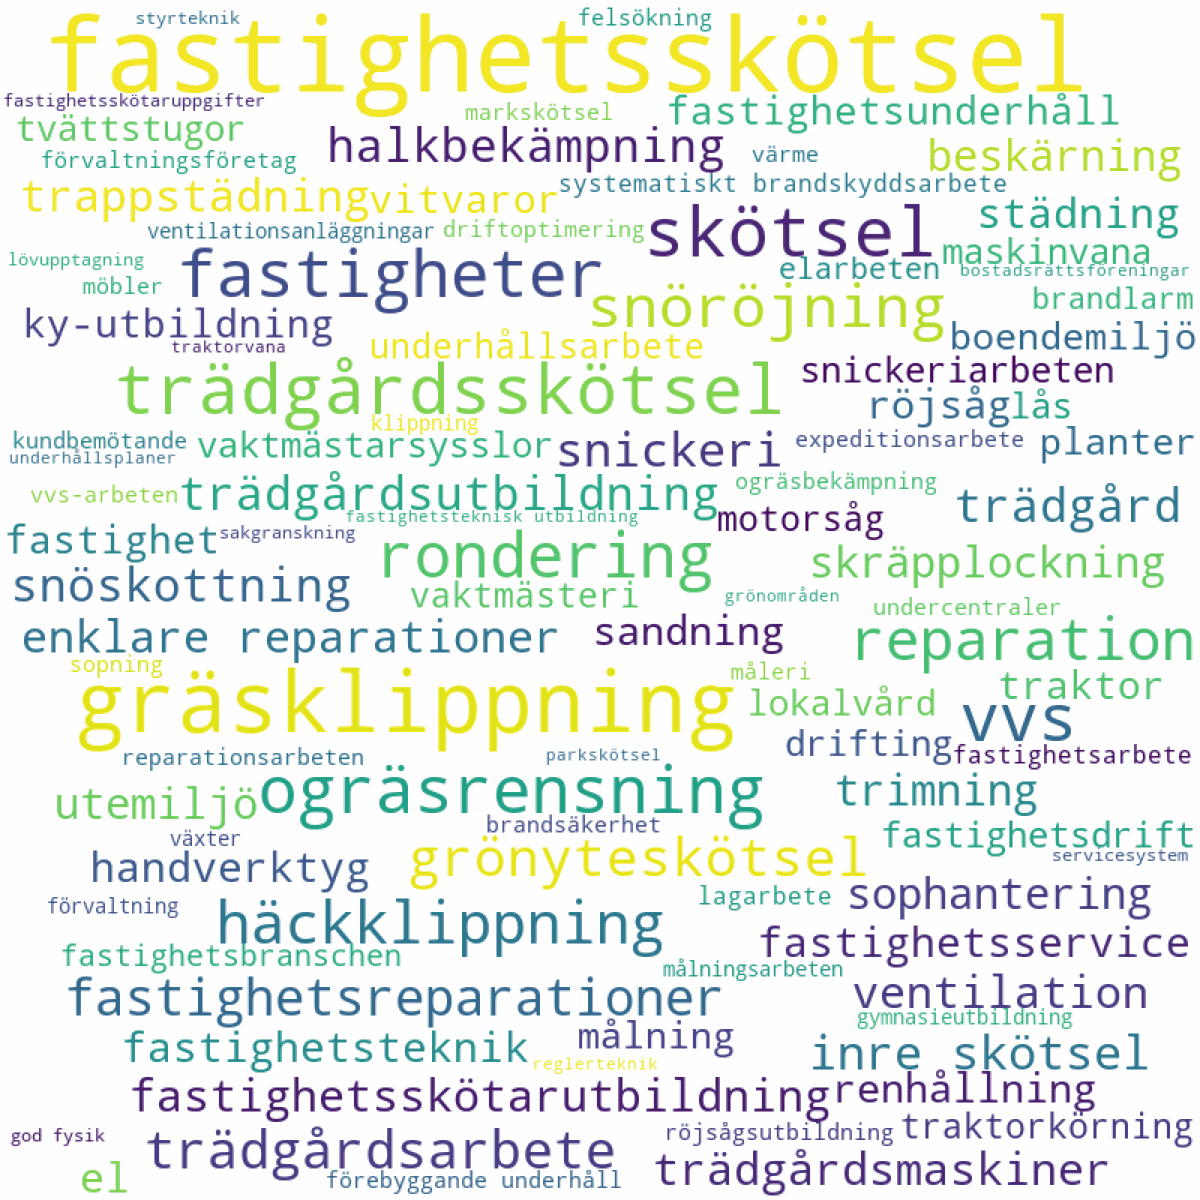 styrteknik
felsökning
fastighetsskötsel
fastighetsskötaruppgifter
markskötsel
fastighetsunderhåll
tvättstugor
halkbekämpning
värme
beskärning
förvaltningsföretag
systematiskt brandskyddsarbete
trappstädning
vitvaror
skötsel
städning
ventilationsanläggningar
driftoptimering
maskinvana
lövupptagning
fastigheter
elarbeten
bostadsrättsföreningar
möbler
snöröjning
brandlarm
ky-utbildning
traktorvana
underhållsarbete
boendemiljö
trädgårdsskötsel
snickeriarbeten
röjsåg
lås
klippning
kundbemötande
underhållsplaner
vaktmästarsysslor
snickeri
expeditionsarbete
planter
vvs-arbeten
trädgårdsutbildning
ogräsbekämpning
trädgård
fastighetsteknisk utbildning
motorsåg
fastighet
sakgranskning
rondering
skräpplockning
snöskottning
vaktmästeri
grönområden
undercentraler
enklare reparationer
sandning
reparation
sopning
gräsklippning
måleri
lokalvård
traktor
vvs
reparationsarbeten
parkskötsel
drifting
fastighetsarbete
utemiljö
ogräsrensning
trimning
växter
brandsäkerhet
fastighetsdrift
handverktyg
grönyteskötsel
servicesystem
förvaltning
häckklippning
lagarbete
sophantering
fastighetsbranschen
fastighetsservice
målningsarbeten
fastighetsreparationer
ventilation
gymnasieutbildning
fastighetsteknik
målning
reglerteknik
inre skötsel
fastighetsskötarutbildning
renhållning
god fysik
trädgårdsarbete
röjsågsutbildning
traktorkörning
el
förebyggande underhåll
trädgårdsmaskiner